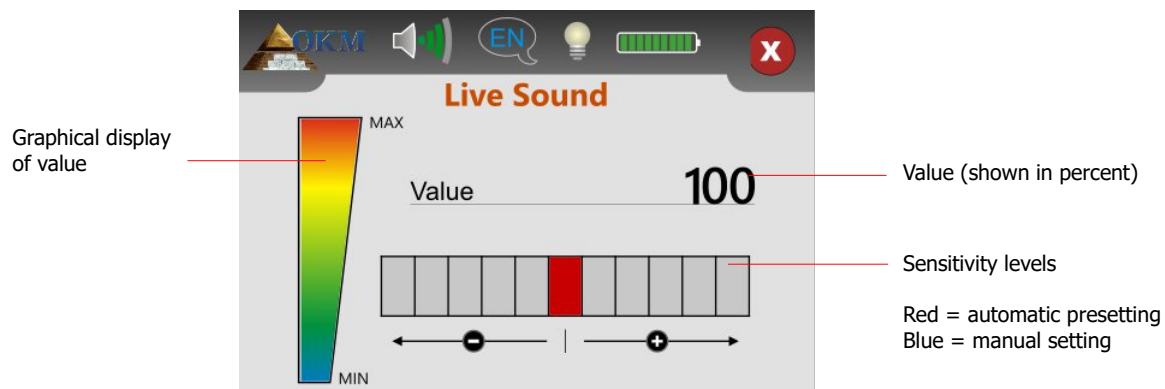 OKM
EN
X
Live Sound
Graphical display
of value
MAX
Value
100
Value (shown in percent)
Sensitivity levels
Red = automatic presetting
Blue = manual setting
MIN